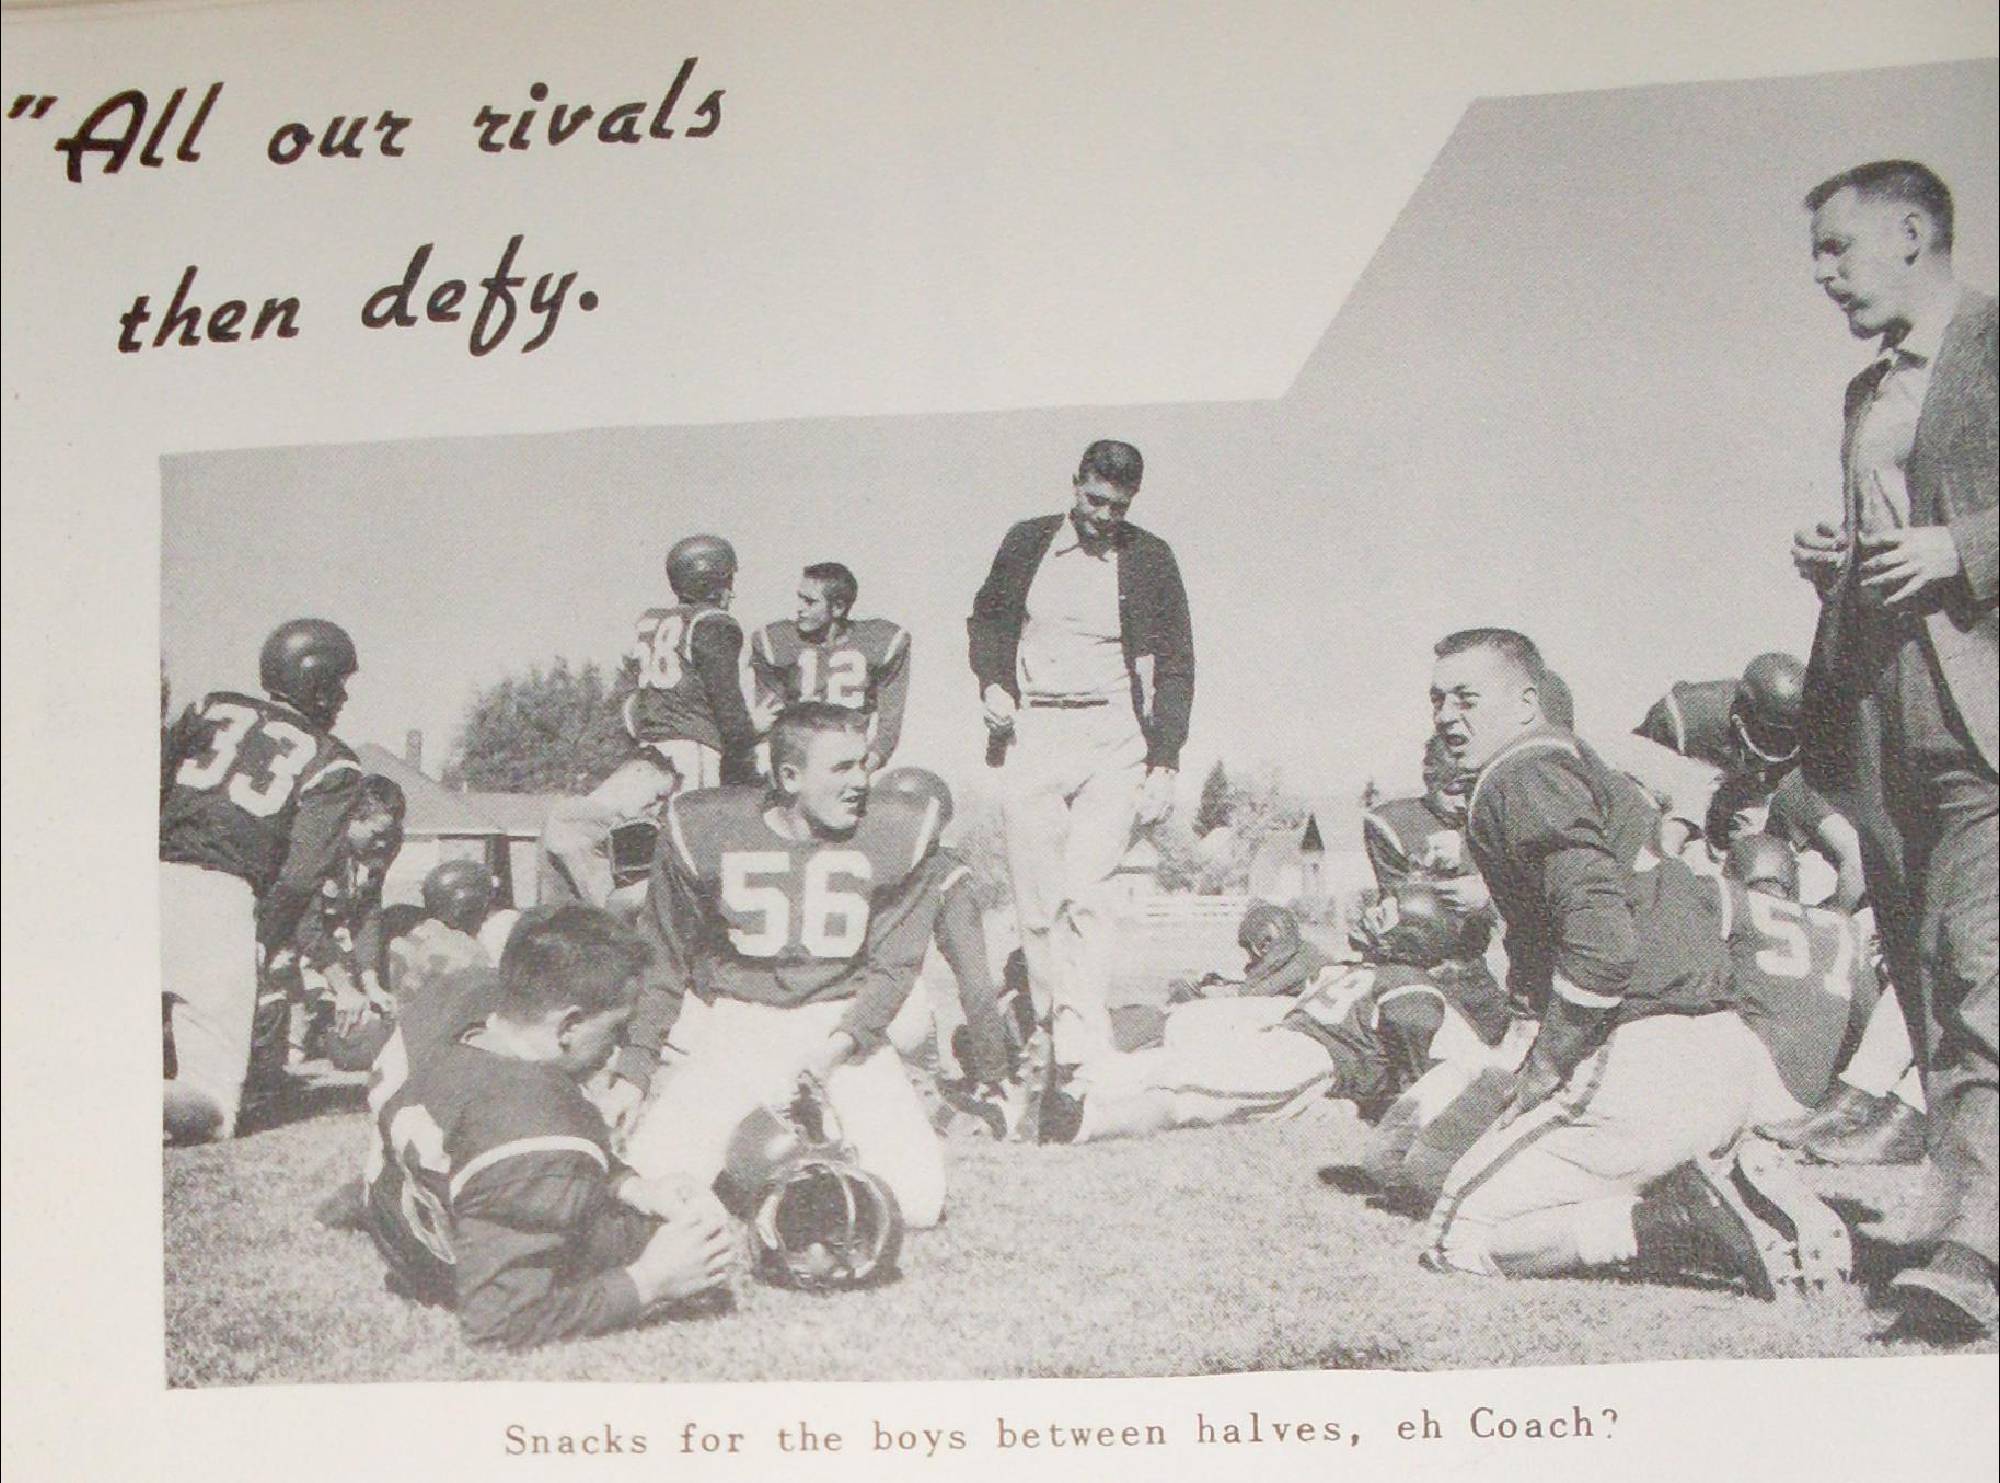 "All our rivals
then defy.
33
58
12
56
57
Snacks for the boys between halves, eh Coach?